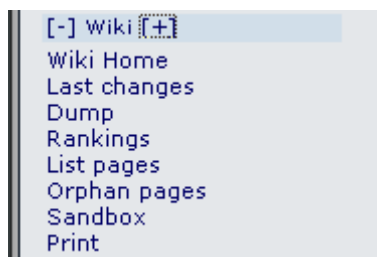 [-] Wiki [+]
Wiki Home
Last changes
Dump
Rankings
List pages
Orphan pages
Sandbox
Print